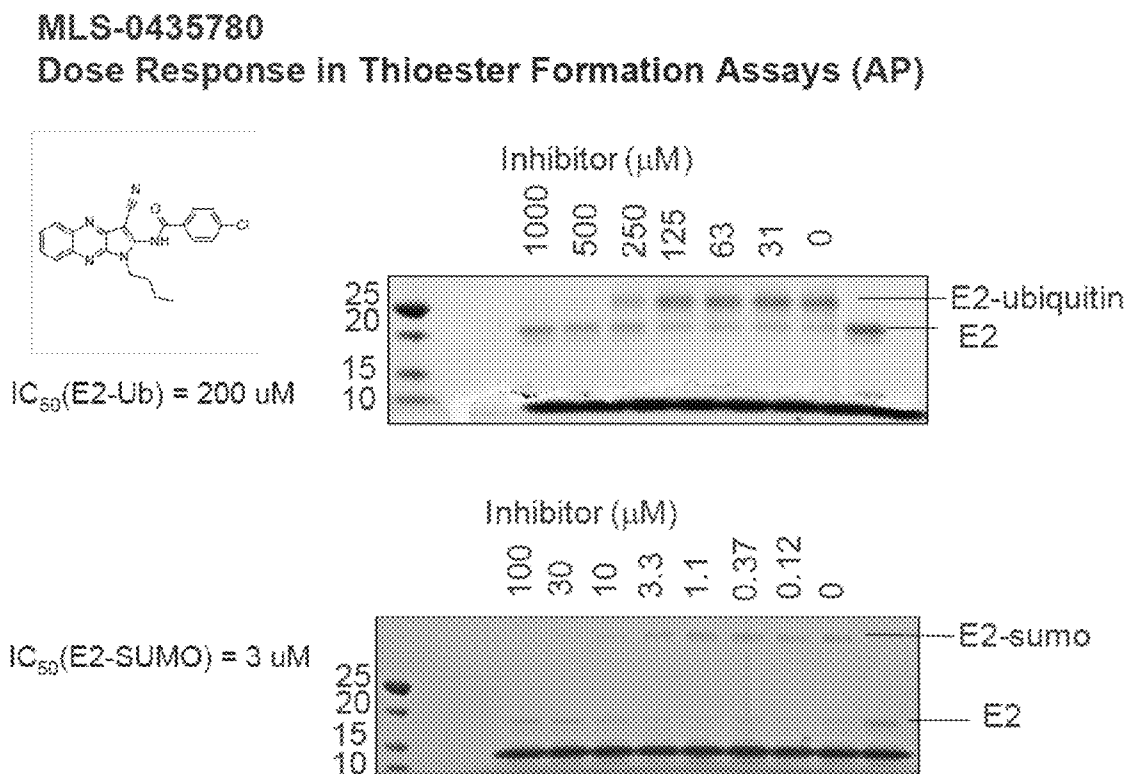 MLS-0435780
Dose Response in Thioester Formation Assays (AP)
N
N
N
N
O
NH
Cl
IC50(E2-Ub) = 200 uM
Inhibitor (μM)
1000 500 250 125 63 31 0
25
20
15
10
E2-ubiquitin
E2
IC50(E2-SUMO) = 3 uM
Inhibitor (μM)
100 30 10 3.3 1.1 0.37 0.12 0
25
20
15
10
E2-sumo
E2